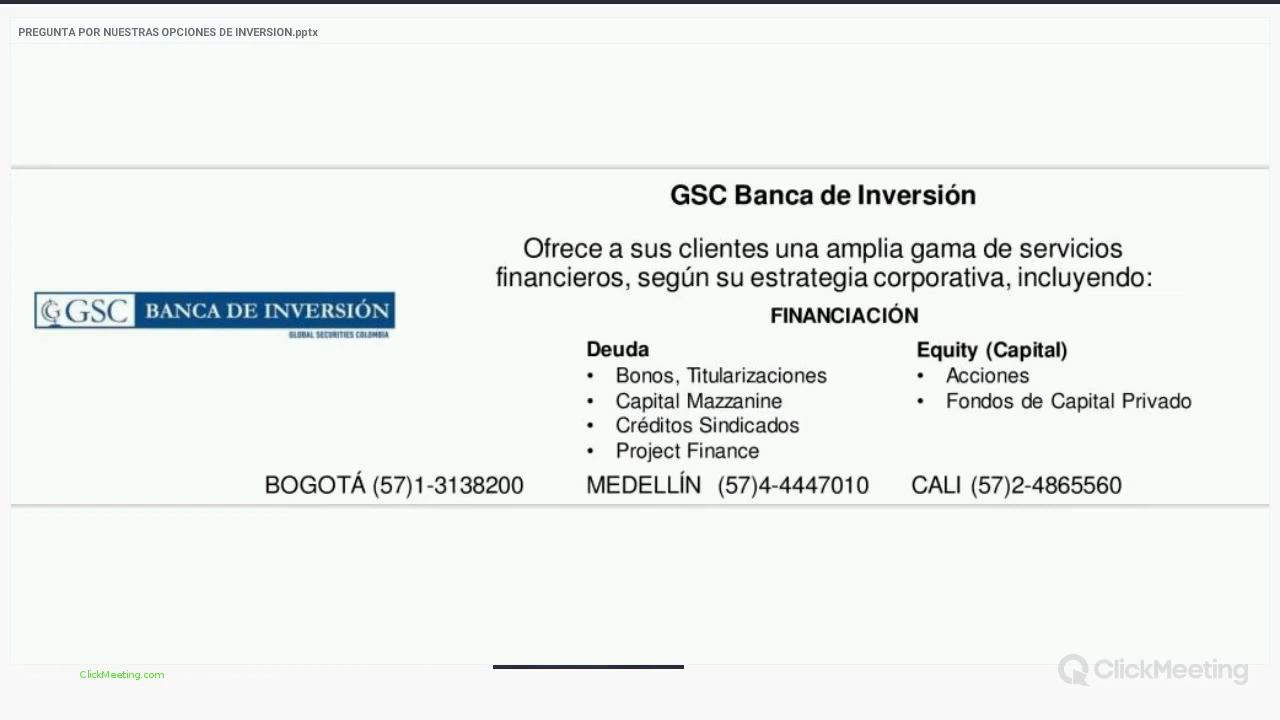 PREGUNTA POR NUESTRAS OPCIONES DE INVERSION.pptx
GSC Banca de Inversión
Ofrece a sus clientes una amplia gama de servicios
financieros, según su estrategia corporativa, incluyendo:
GSC BANCA DE INVERSIÓN
GLOBAL SECURITIES COLOMBIA
FINANCIACIÓN
Deuda
• Bonos, Titularizaciones
• Capital Mazzanine
• Créditos Sindicados
• Project Finance
Equity (Capital)
• Acciones
• Fondos de Capital Privado
BOGOTÁ (57)1-3138200 MEDELLÍN (57)4-4447010 CALI (57)2-4865560
ClickMeeting.com
ClickMeeting